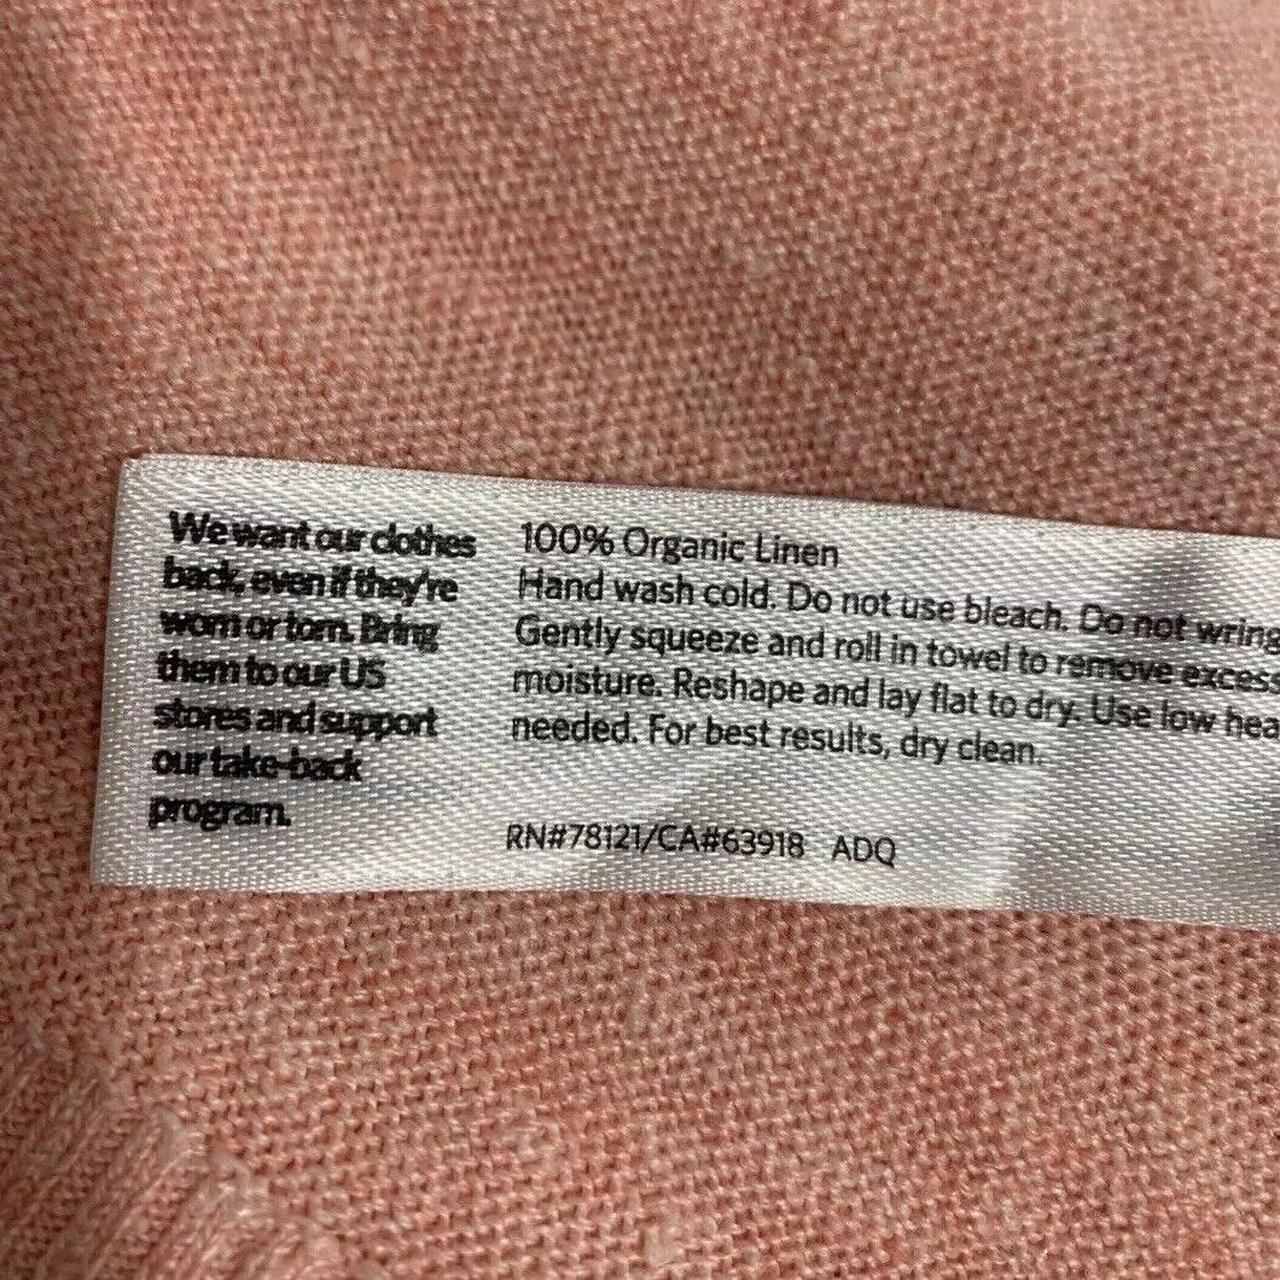 We want our clothes
back, even if they're
worn or torn. Bring
them to our US
stores and support
our take-back
program.
100% Organic Linen
Hand wash cold. Do not use bleach. Do not wring
Gently squeeze and roll in towel to remove excess
moisture. Reshape and lay flat to dry. Use low hea
needed. For best results, dry clean.
RN#78121/CA#63918 ADQ